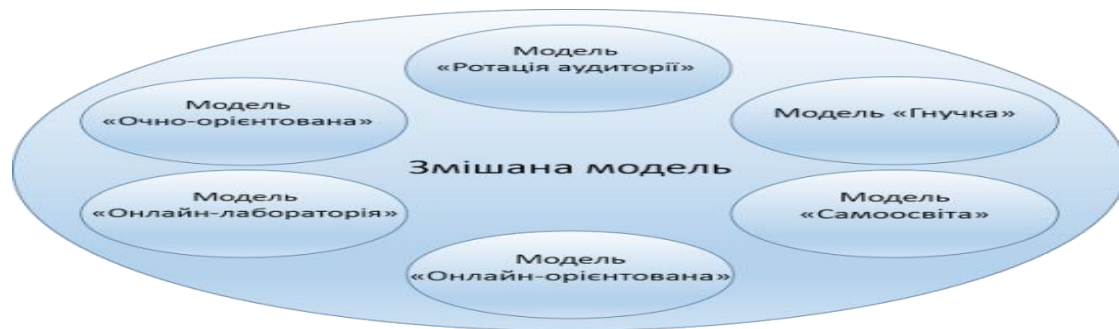 Модель
«Ротація аудиторії»
Модель
«Очно-орієнтована»
Модель «Гнучка»
Змішана модель
Модель
«Онлайн-лабораторія»
Модель
«Самоосвіта»
Модель
«Онлайн-орієнтована»